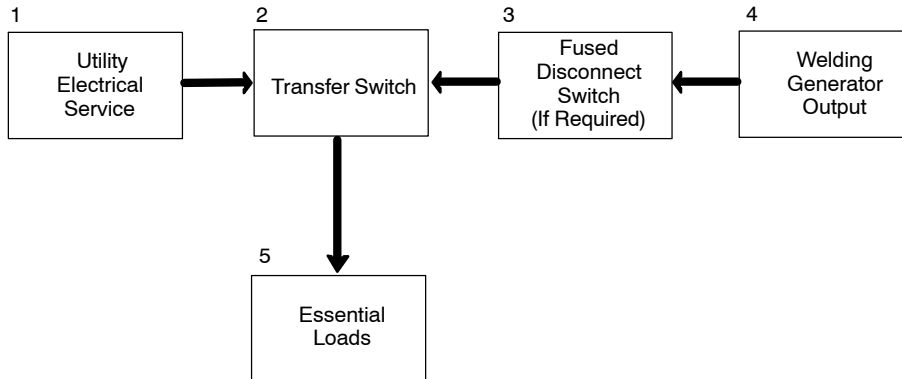 1
Utility
Electrical
Service
2
Transfer Switch
3
Fused
Disconnect
Switch
(If Required)
4
Welding
Generator
Output
5
Essential
Loads